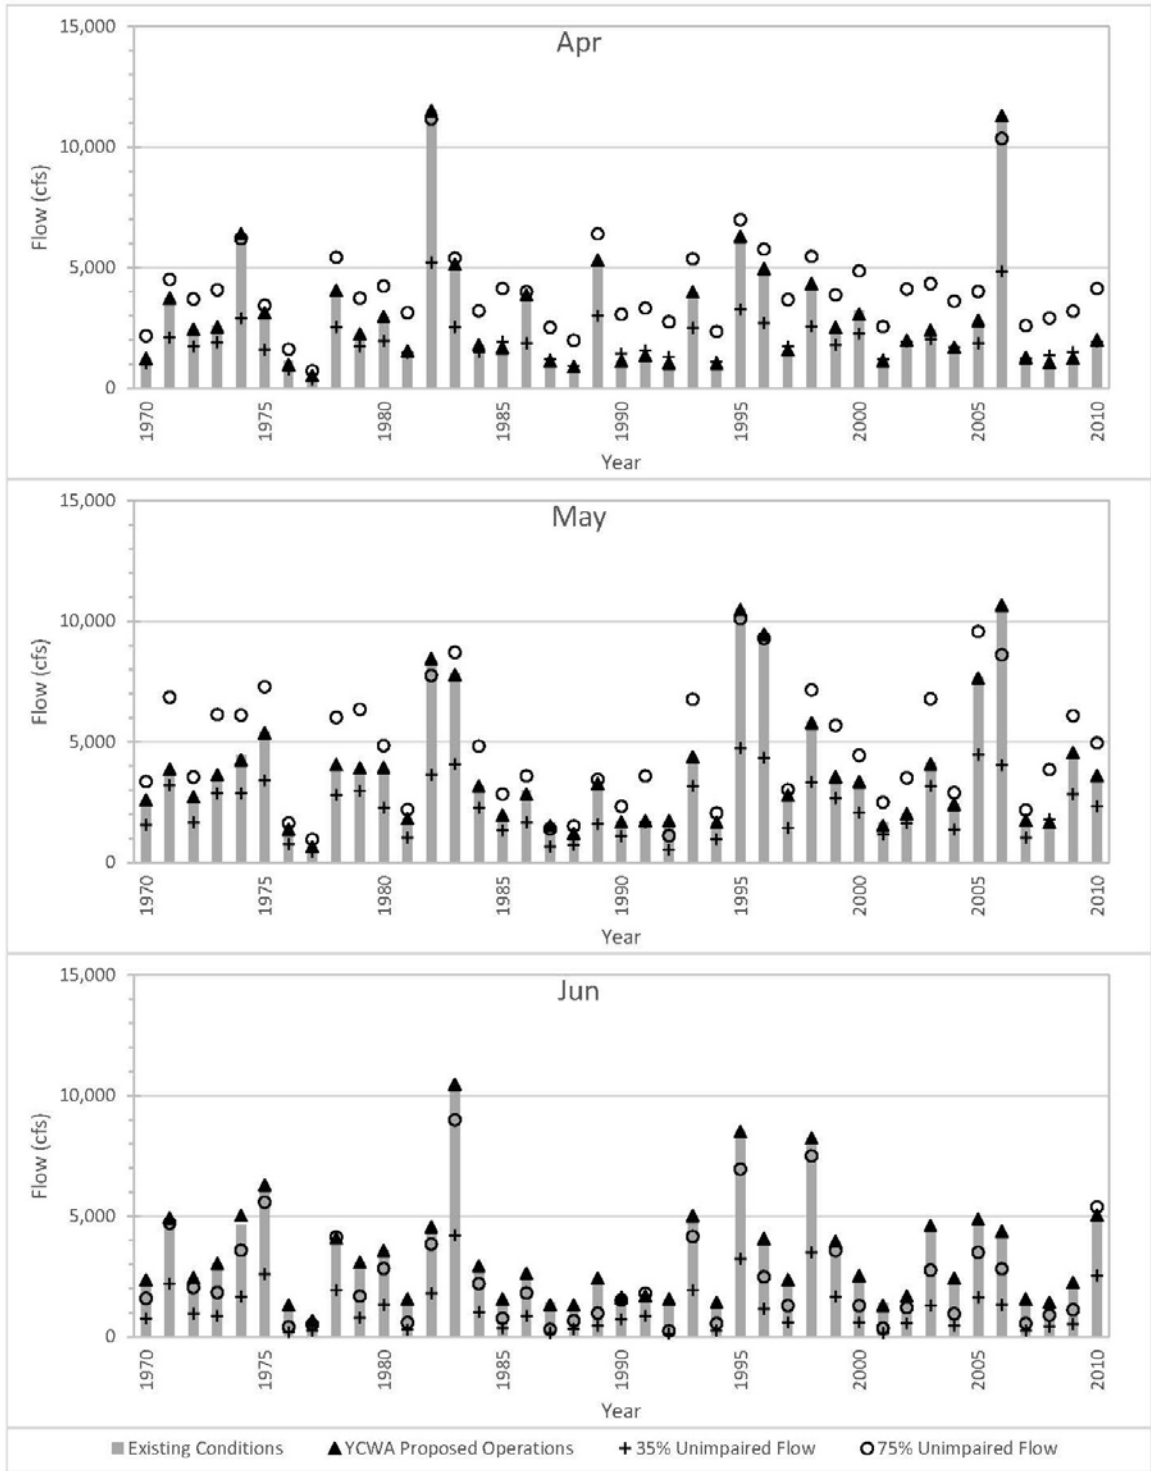 Apr
15,000
10,000
5,000
0
Flow (cfs)
1970 1975 1980 1985 1990 1995 2000 2005 2010
Year
May
15,000
10,000
5,000
0
Flow (cfs)
1970 1975 1980 1985 1990 1995 2000 2005 2010
Year
Jun
15,000
10,000
5,000
0
Flow (cfs)
1970 1975 1980 1985 1990 1995 2000 2005 2010
Year
Existing Conditions YCWA Proposed Operations 35% Unimpaired Flow 75% Unimpaired Flow